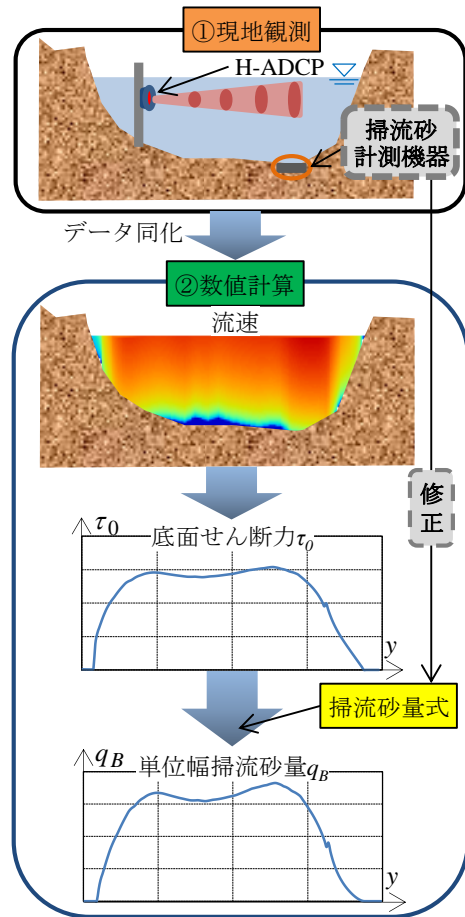 ①現地観測
H-ADCP
掃流砂
計測機器
データ同化
②数値計算
流速
修
正
τ0
底面せん断力τ0
y
掃流砂量式
qB
単位幅掃流砂量qB
y